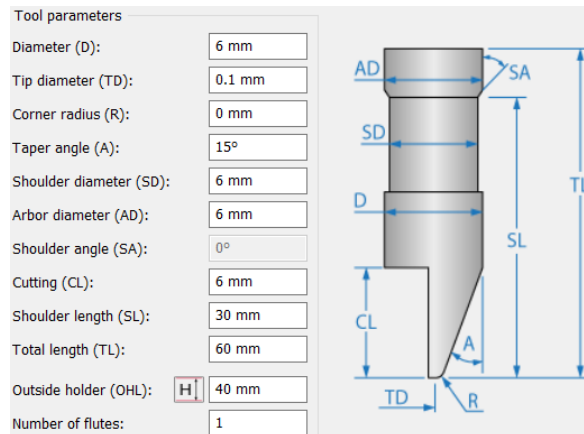 Tool parameters
Diameter (D): 6 mm
Tip diameter (TD): 0.1 mm
Corner radius (R): 0 mm
Taper angle (A): 15º
Shoulder diameter (SD): 6 mm
Arbor diameter (AD): 6 mm
Shoulder angle (SA): 0º
Cutting (CL): 6 mm
Shoulder length (SL): 30 mm
Total length (TL): 60 mm
Outside holder (OHL): H 40 mm
Number of flutes: 1
AD
SA
SD
TL
D
SL
CL
A
TD
R